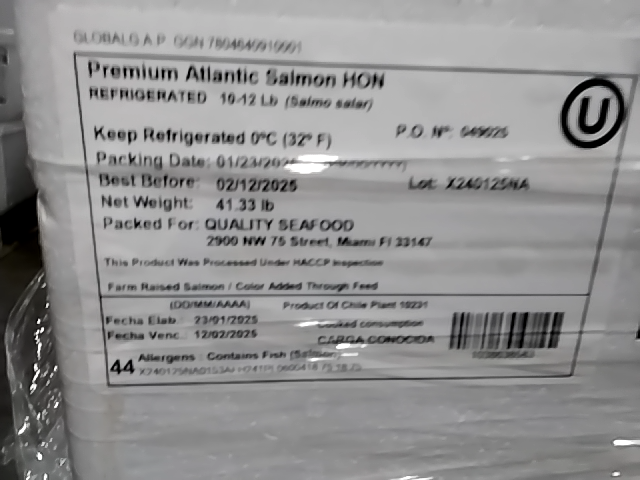 GLOBALG.A.P. GGN
Premium Atlantic Salmon HON
REFRIGERATED 10-12 Lb (Salmo salar)
U
Keep Refrigerated 0ºC (32º F)
P.O. Nº:
Packing Date: 01/23/2025
Best Before: 02/12/2025
Lot: X240125NA
Net Weight: 41.33 lb
Packed For: QUALITY SEAFOOD
2900 NW 75 Street, Miami Fl 33147
This Product Was Processed Under HACCP Inspection
Farm Raised Salmon / Color Added Through Feed
(DD/MM/AAAA) Product Of Chile Plant
Fecha Elab.: 23/01/2025
consumption
Fecha Venc.: 12/02/2025
CARGA CONOCIDA
44 Allergens : Contains Fish (Salmon)